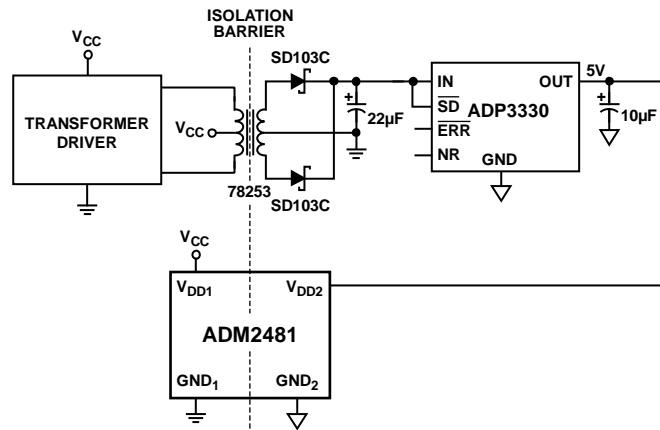 ISOLATION
BARRIER
VCC
SD103C
IN
OUT
5V
TRANSFORMER
DRIVER
VCC
+
22µF
SD
ADP3330
+
10µF
ERR
NR
GND
78253
SD103C
VCC
VDD1
VDD2
ADM2481
GND1
GND2